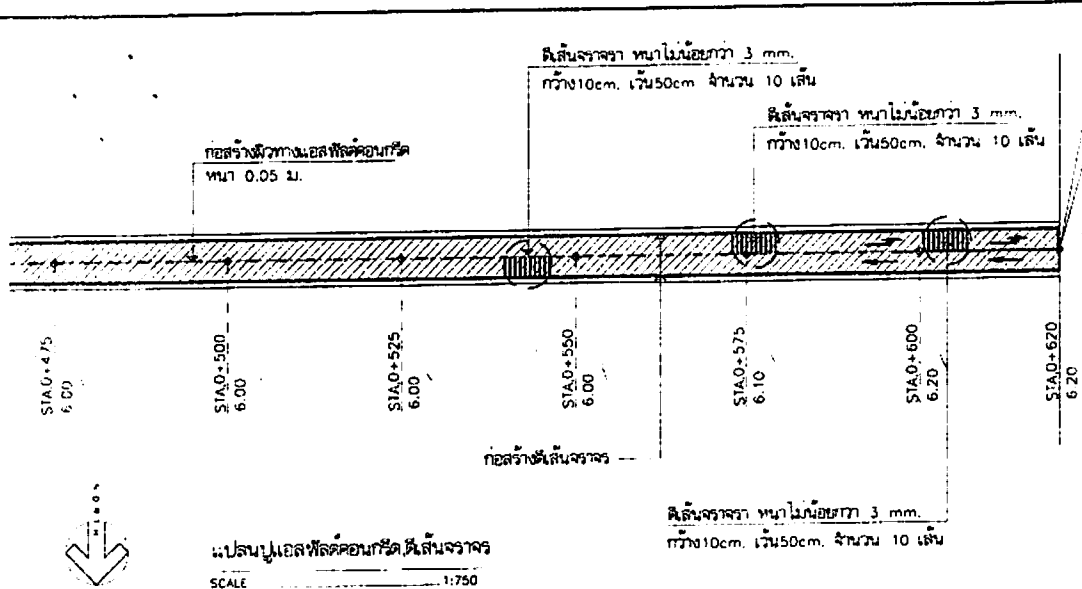 ตีเส้นจราจรา หนาไม่น้อยกว่า 3 mm.
กว้าง10cm. เว้น50cm จำนวน 10 เส้น
ตีเส้นจราจรา หนาไม่น้อยกว่า 3 mm.
กว้าง10cm. เว้น50cm. จำนวน 10 เส้น
ก่อสร้างผิวทางแอสฟัลต์คอนกรีต
หนา 0.05 ม.
STA.0+475
6.00
STA.0+500
6.00
STA.0+525
6.00
STA.0+550
6.00
STA.0+575
6.10
STA.0+600
6.20
STA.0+620
6.20
ก่อสร้างตีเส้นจราจร
ตีเส้นจราจรา หนาไม่น้อยกว่า 3 mm.
กว้าง10cm. เว้น50cm. จำนวน 10 เส้น
แปลนปูแอสฟัลต์คอนกรีต,ตีเส้นจราจร
SCALE 1:750